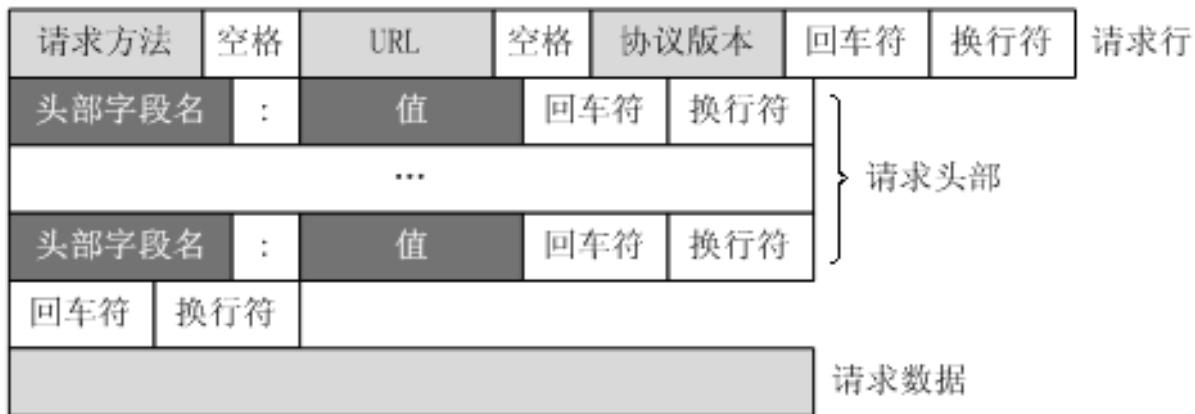 请求方法 空格 URL 空格 协议版本 回车符 换行符 请求行
头部字段名 : 值 回车符 换行符
… 请求头部
头部字段名 : 值 回车符 换行符
回车符 换行符
请求数据